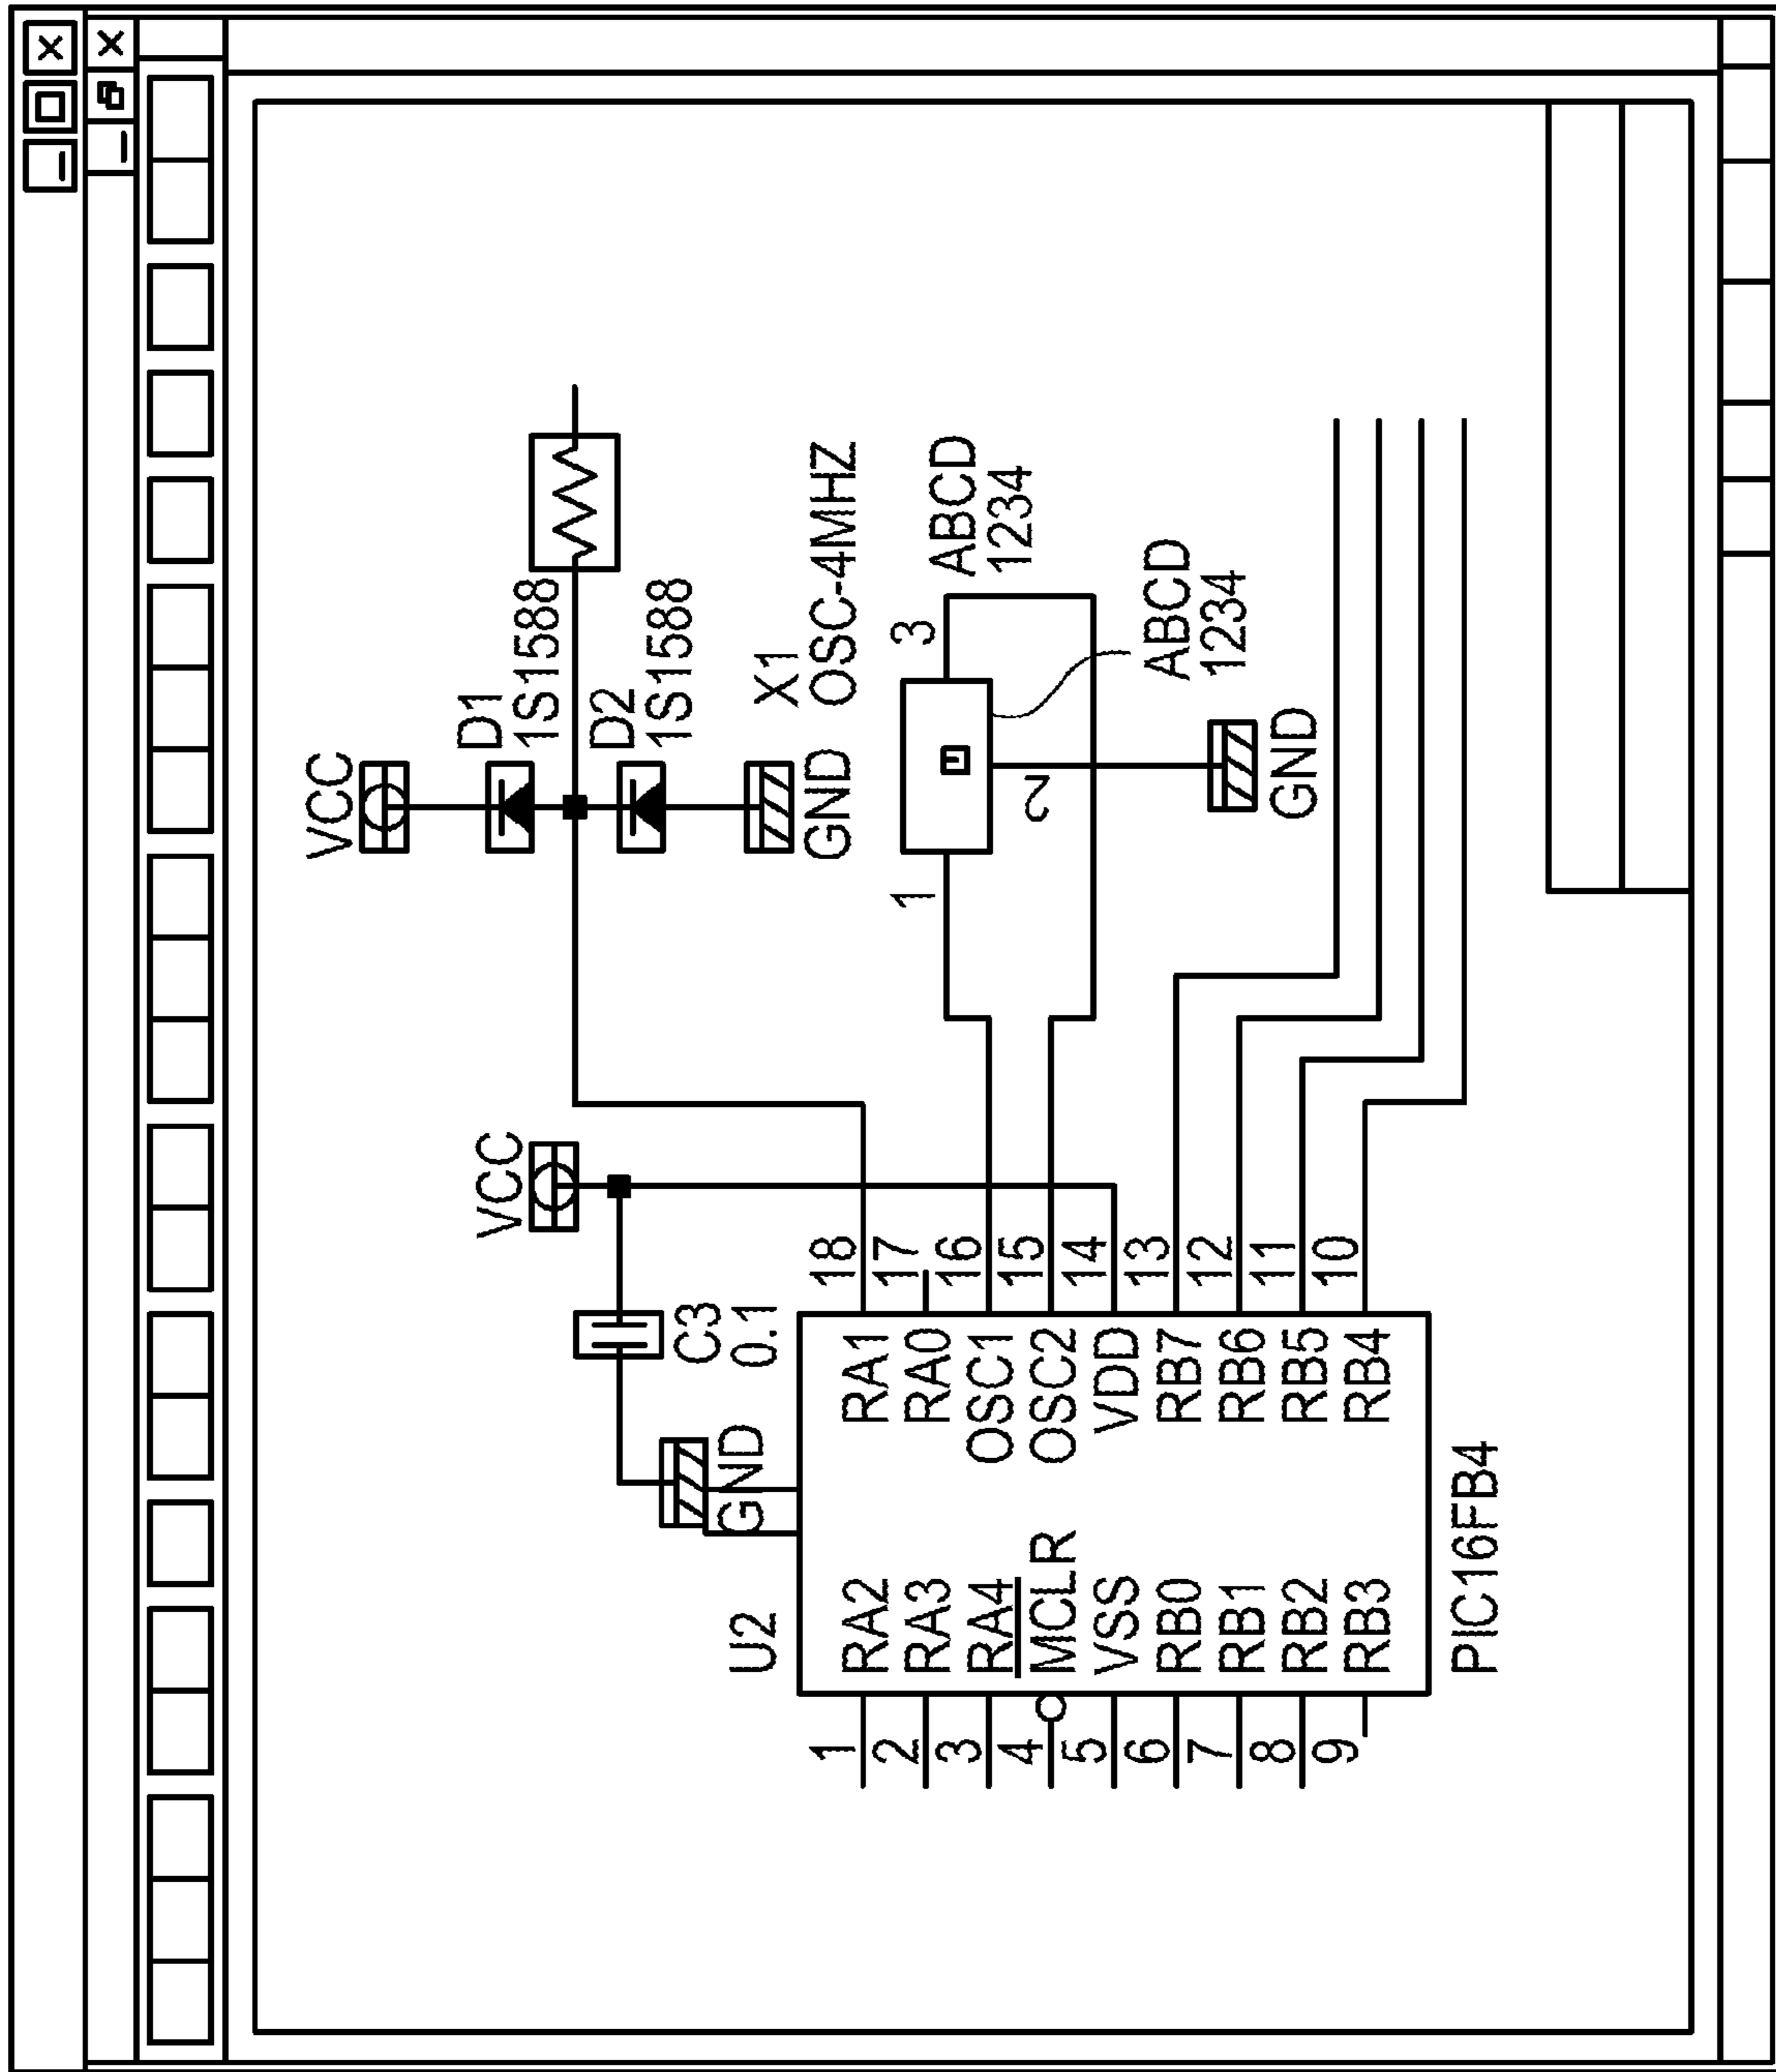 VCC
D1
1S1588
D2
1S1588
GND
X1
OSC-4MHZ
VCC
C3
0.1
GND
1
3
2
ABCD
1234
ABCD
1234
GND
U2
1 RA2 RA1 18
2 RA3 RA0 17
3 RA4 OSC1 16
4 MCLR OSC2 15
5 VSS VDD 14
6 RB0 RB7 13
7 RB1 RB6 12
8 RB2 RB5 11
9 RB3 RB4 10
PIC16FB4